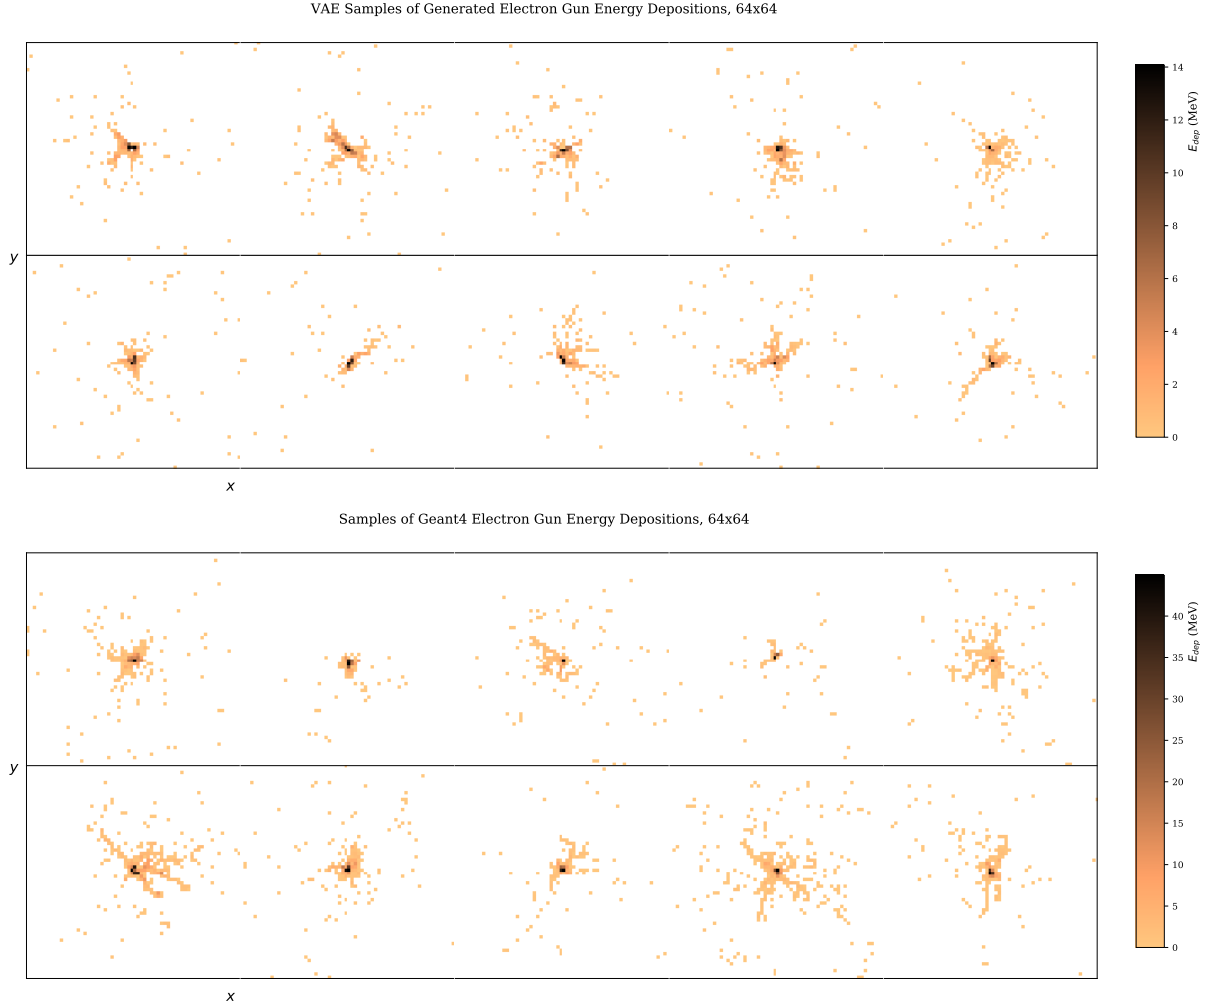 VAE Samples of Generated Electron Gun Energy Depositions, 64x64
14
12
10
8
6
4
2
0
E_dep (MeV)
y
x
Samples of Geant4 Electron Gun Energy Depositions, 64x64
40
35
30
25
20
15
10
5
0
E_dep (MeV)
y
x